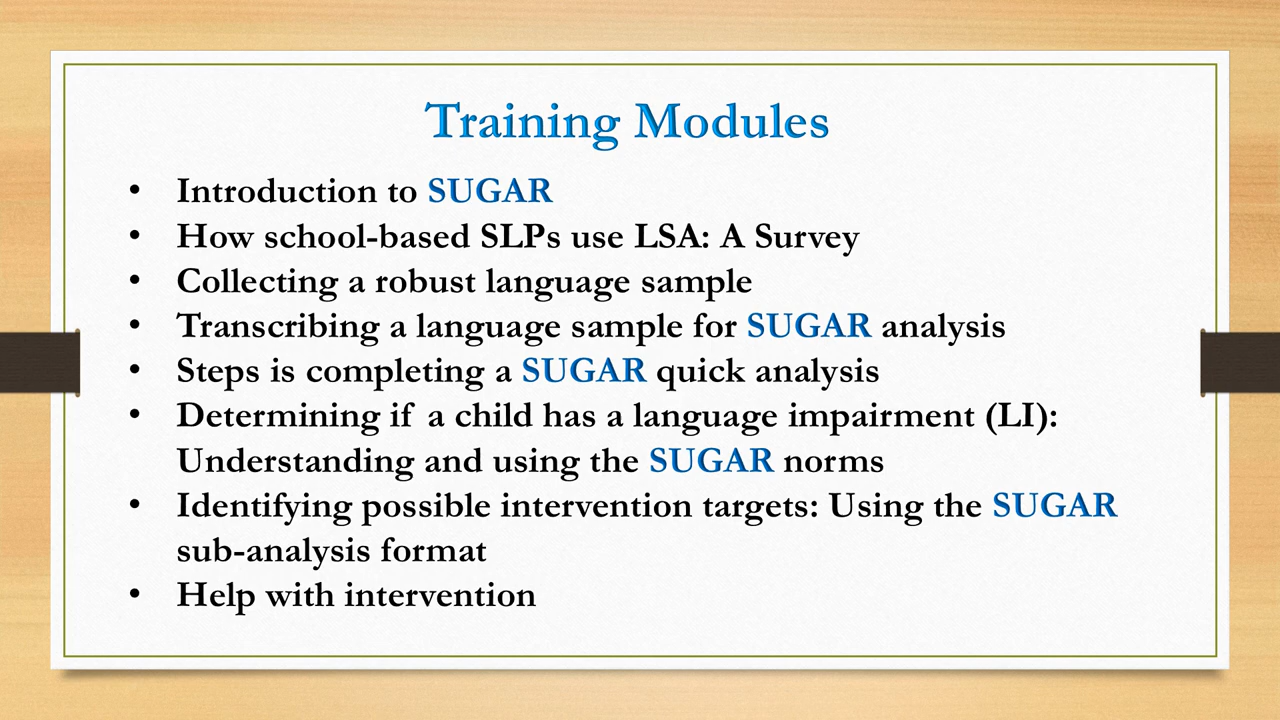 Training Modules
• Introduction to SUGAR
• How school-based SLPs use LSA: A Survey
• Collecting a robust language sample
• Transcribing a language sample for SUGAR analysis
• Steps is completing a SUGAR quick analysis
• Determining if a child has a language impairment (LI):
Understanding and using the SUGAR norms
• Identifying possible intervention targets: Using the SUGAR
sub-analysis format
• Help with intervention